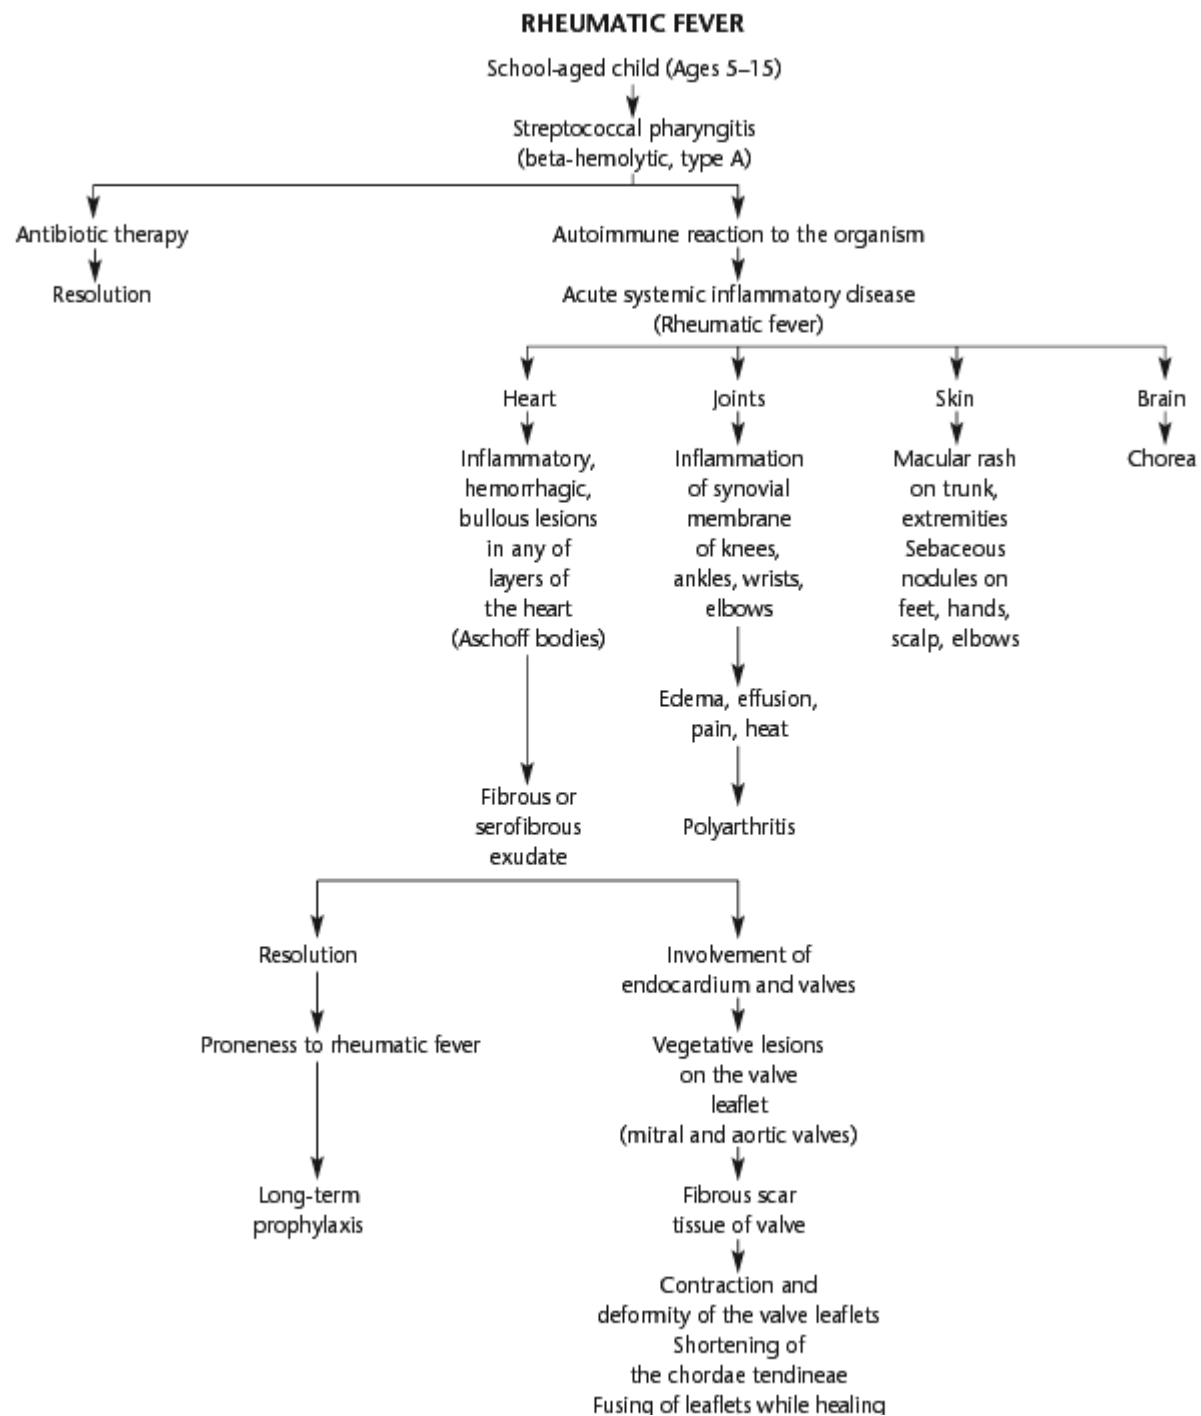 RHEUMATIC FEVER
School-aged child (Ages 5–15)
Streptococcal pharyngitis
(beta-hemolytic, type A)
Antibiotic therapy
Resolution
Autoimmune reaction to the organism
Acute systemic inflammatory disease
(Rheumatic fever)
Heart
Inflammatory,
hemorrhagic,
bullous lesions
in any of
layers of
the heart
(Aschoff bodies)
Fibrous or
serofibrous
exudate
Joints
Inflammation
of synovial
membrane
of knees,
ankles, wrists,
elbows
Edema, effusion,
pain, heat
Polyarthritis
Skin
Macular rash
on trunk,
extremities
Sebaceous
nodules on
feet, hands,
scalp, elbows
Brain
Chorea
Resolution
Proneness to rheumatic fever
Long-term
prophylaxis
Involvement of
endocardium and valves
Vegetative lesions
on the valve
leaflet
(mitral and aortic valves)
Fibrous scar
tissue of valve
Contraction and
deformity of the valve leaflets
Shortening of
the chordae tendineae
Fusing of leaflets while healing